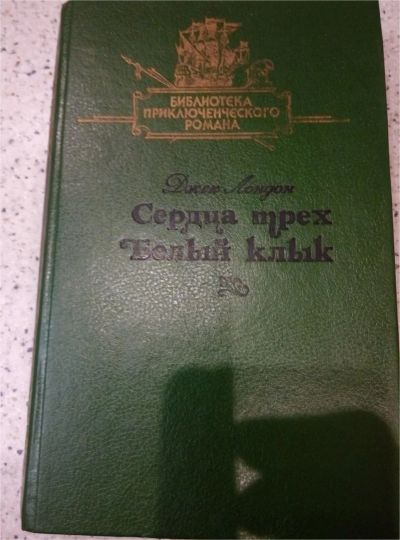 БИБЛИОТЕКА
ПРИКЛЮЧЕНЧЕСКОГО
РОМАНА
Джек Лондон
Сердца трех
Белый клык